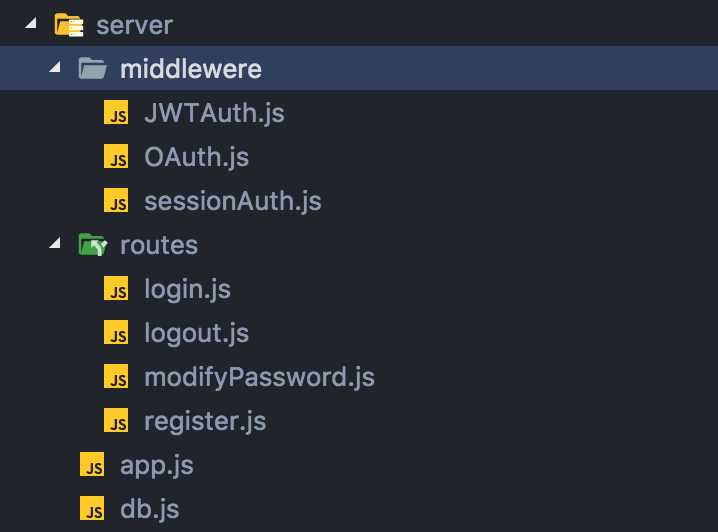 server
middlewere
JS JWTAuth.js
JS OAuth.js
JS sessionAuth.js
routes
JS login.js
JS logout.js
JS modifyPassword.js
JS register.js
JS app.js
JS db.js